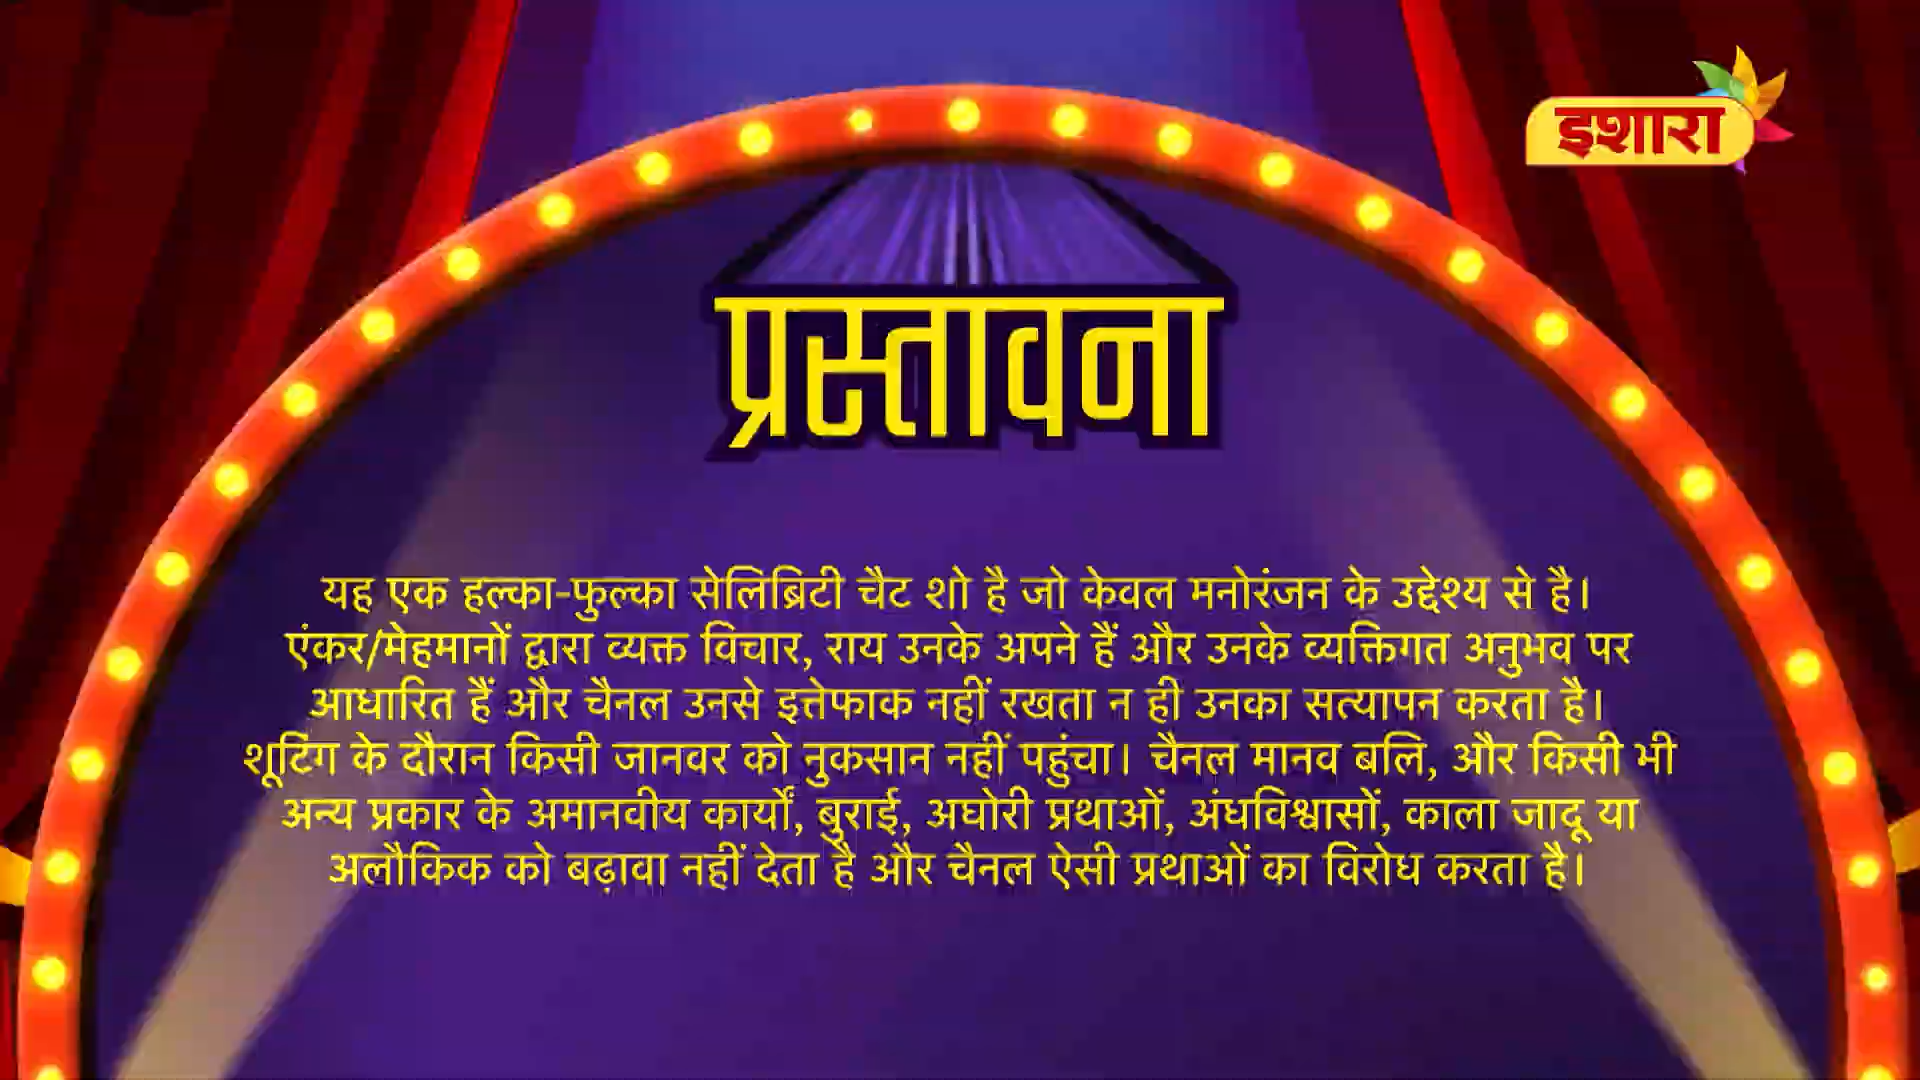 इशारा
प्रस्तावना
यह एक हल्का-फुल्का सेलिब्रिटी चैट शो है जो केवल मनोरंजन के उद्देश्य से है।
एंकर/मेहमानों द्वारा व्यक्त विचार, राय उनके अपने हैं और उनके व्यक्तिगत अनुभव पर
आधारित हैं और चैनल उनसे इत्तेफाक नहीं रखता न ही उनका सत्यापन करता है।
शूटिंग के दौरान किसी जानवर को नुकसान नहीं पहुंचा। चैनल मानव बलि, और किसी भी
अन्य प्रकार के अमानवीय कार्यों, बुराई, अघोरी प्रथाओं, अंधविश्वासों, काला जादू या
अलौकिक को बढ़ावा नहीं देता है और चैनल ऐसी प्रथाओं का विरोध करता है।